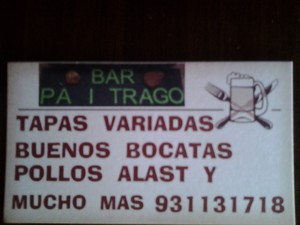 BAR
PA I TRAGO
TAPAS VARIADAS
BUENOS BOCATAS
POLLOS ALAST Y
MUCHO MAS 931131718